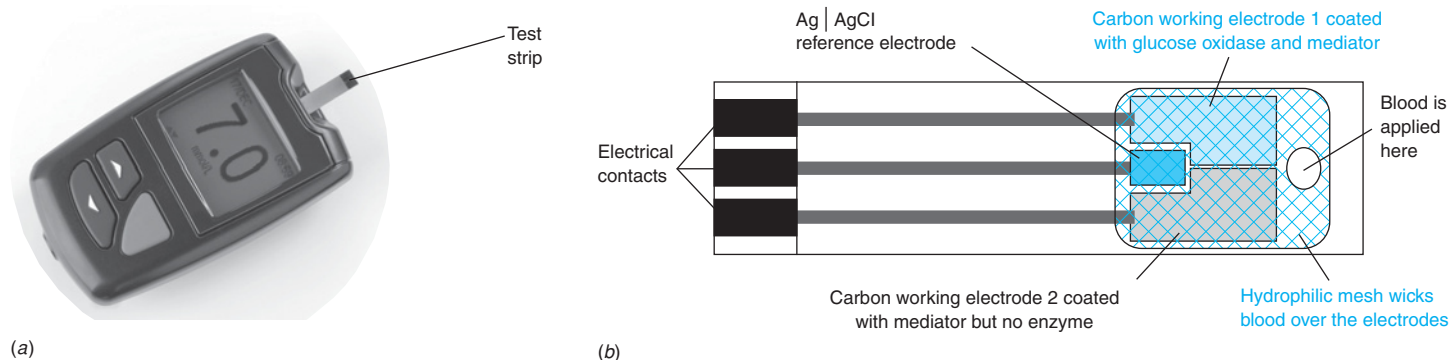 Test
strip
7.0
mmol/L
(a)
Ag | AgCl
reference electrode
Carbon working electrode 1 coated
with glucose oxidase and mediator
Electrical
contacts
Blood is
applied
here
Carbon working electrode 2 coated
with mediator but no enzyme
Hydrophilic mesh wicks
blood over the electrodes
(b)